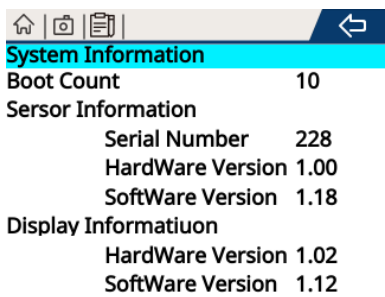 System Information
Boot Count 10
Sersor Information
Serial Number 228
HardWare Version 1.00
SoftWare Version 1.18
Display Informatiuon
HardWare Version 1.02
SoftWare Version 1.12